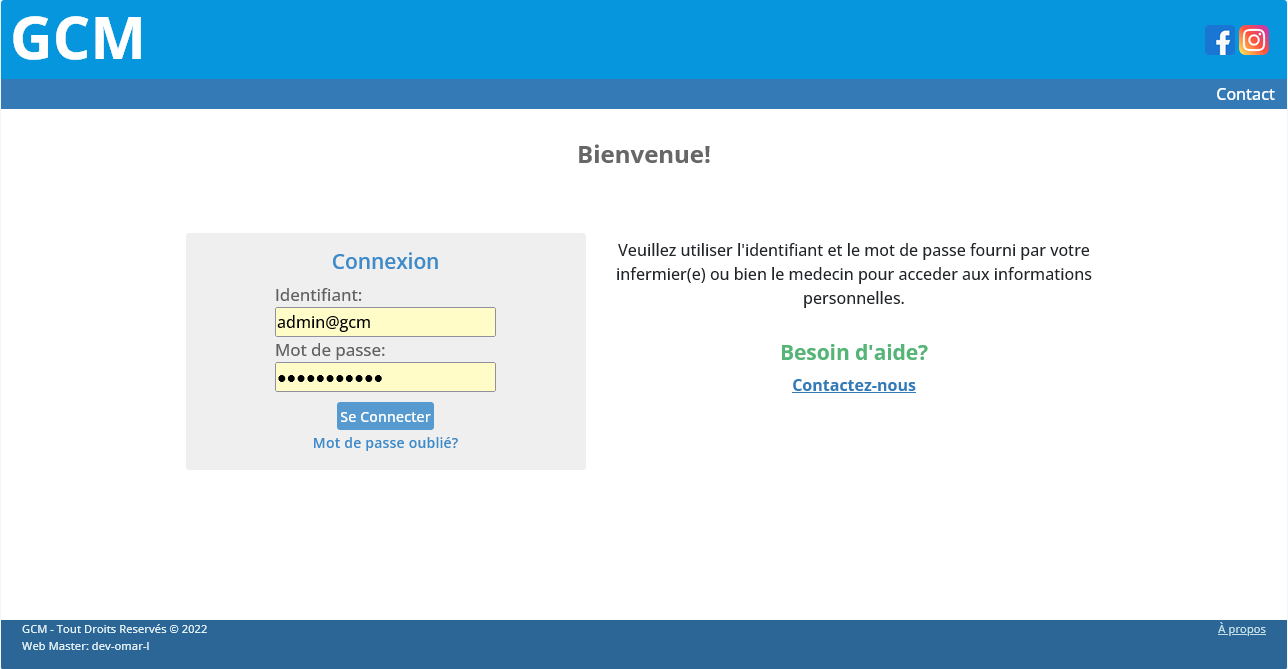 GCM
Contact
Bienvenue!
Connexion
Identifiant:
admin@gcm
Mot de passe:
●●●●●●●●●●●
Se Connecter
Mot de passe oublié?
Veuillez utiliser l'identifiant et le mot de passe fourni par votre
infermier(e) ou bien le medecin pour acceder aux informations
personnelles.
Besoin d'aide?
Contactez-nous
GCM - Tout Droits Reservés © 2022
Web Master: dev-omar-l
À propos